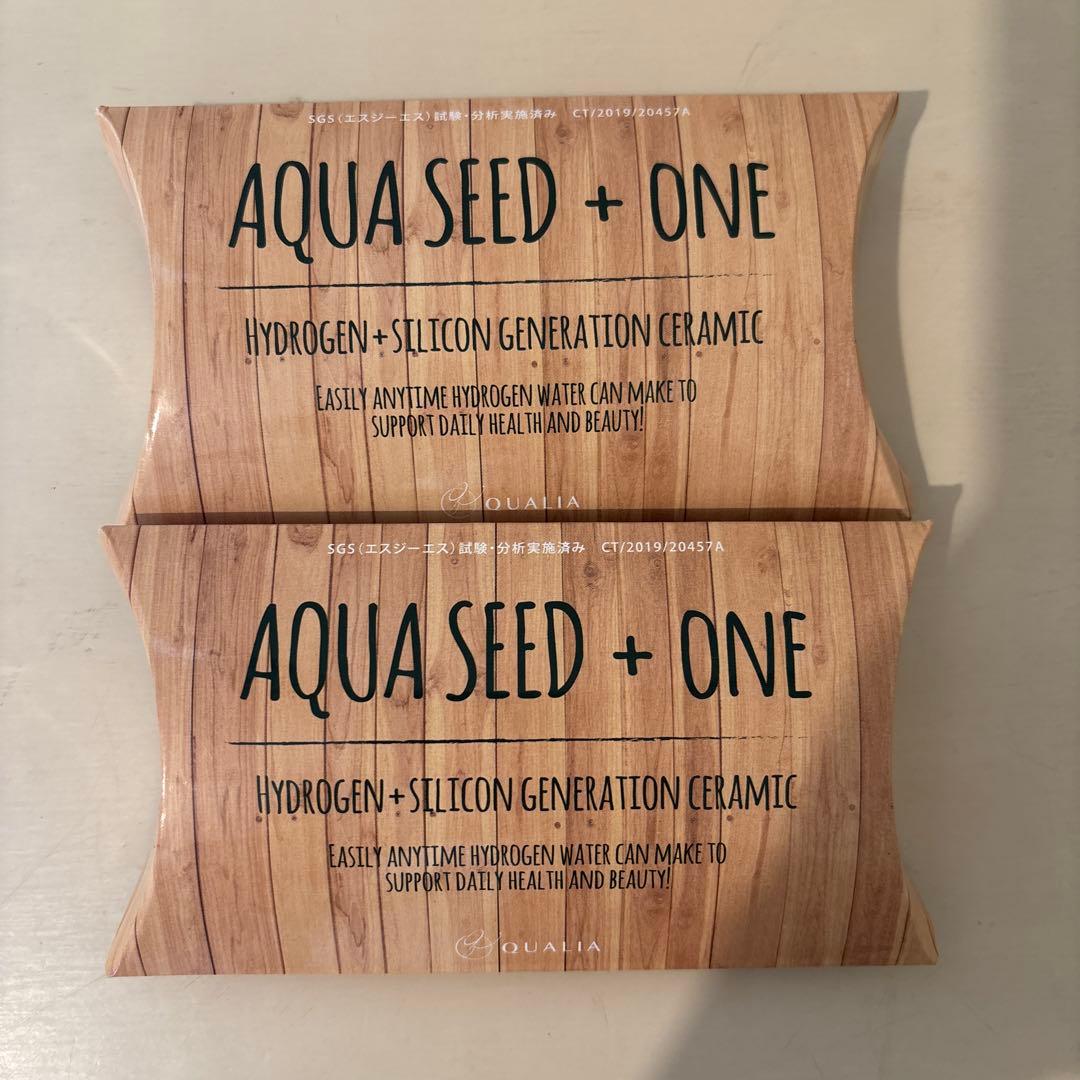 SGS(エスジーエス)試験・分析実施済み CT/2019/20457A
AQUA SEED + ONE
HYDROGEN+SILICON GENERATION CERAMIC
EASILY ANYTIME HYDROGEN WATER CAN MAKE TO
SUPPORT DAILY HEALTH AND BEAUTY!
QUALIA
SGS(エスジーエス)試験・分析実施済み CT/2019/20457A
AQUA SEED + ONE
HYDROGEN+SILICON GENERATION CERAMIC
EASILY ANYTIME HYDROGEN WATER CAN MAKE TO
SUPPORT DAILY HEALTH AND BEAUTY!
QUALIA